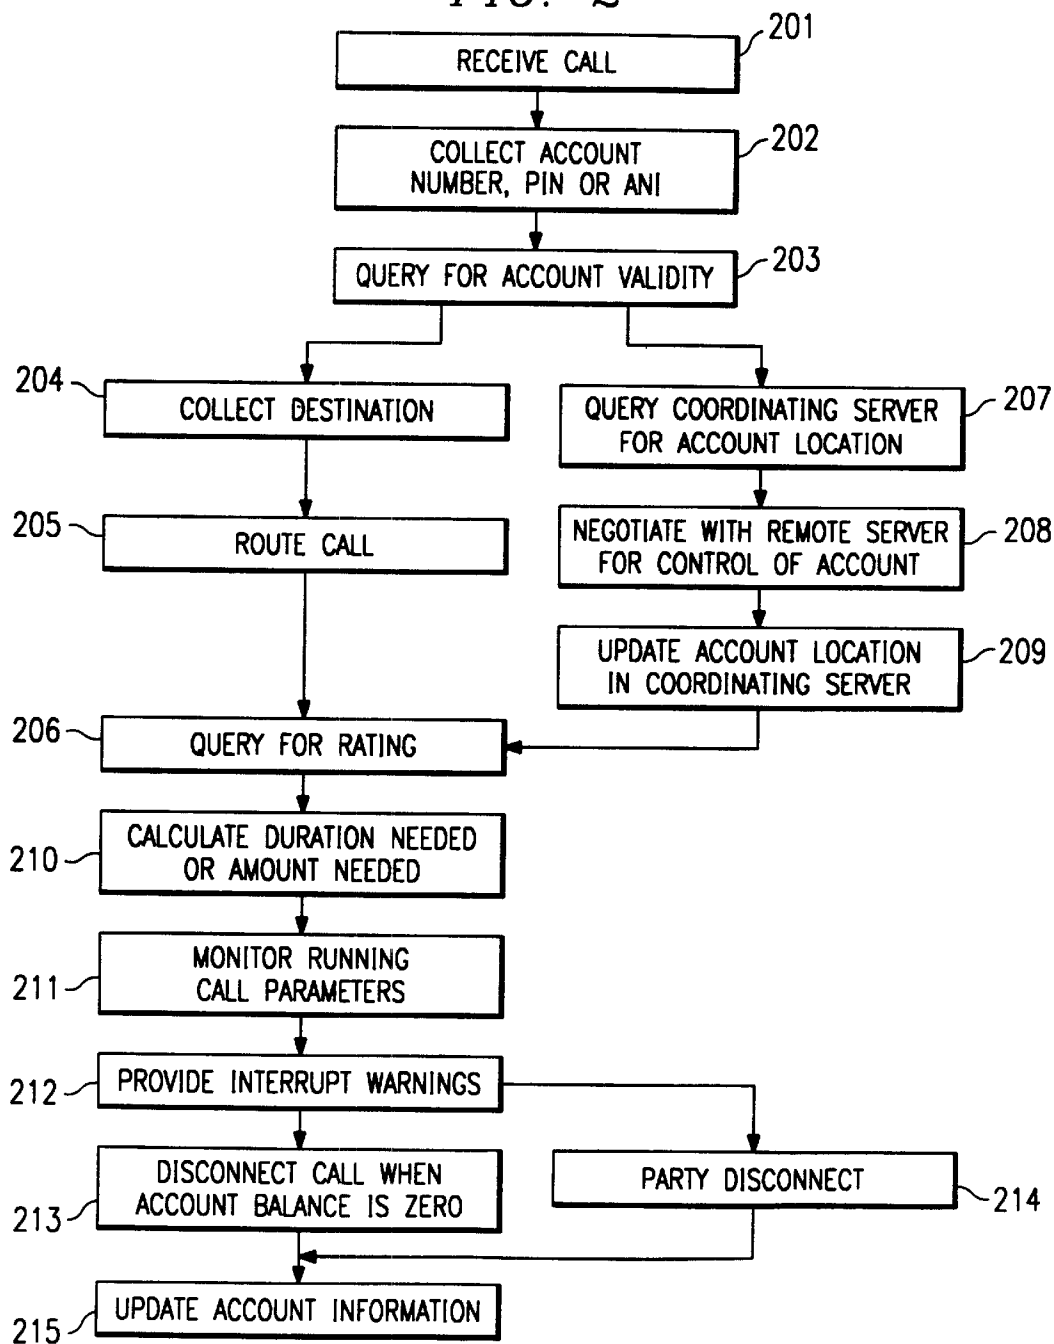 FIG. 2
RECEIVE CALL
201
COLLECT ACCOUNT
NUMBER, PIN OR ANI
202
QUERY FOR ACCOUNT VALIDITY
203
204
COLLECT DESTINATION
QUERY COORDINATING SERVER
FOR ACCOUNT LOCATION
207
205
ROUTE CALL
NEGOTIATE WITH REMOTE SERVER
FOR CONTROL OF ACCOUNT
208
UPDATE ACCOUNT LOCATION
IN COORDINATING SERVER
209
206
QUERY FOR RATING
210
CALCULATE DURATION NEEDED
OR AMOUNT NEEDED
211
MONITOR RUNNING
CALL PARAMETERS
212
PROVIDE INTERRUPT WARNINGS
213
DISCONNECT CALL WHEN
ACCOUNT BALANCE IS ZERO
PARTY DISCONNECT
214
215
UPDATE ACCOUNT INFORMATION